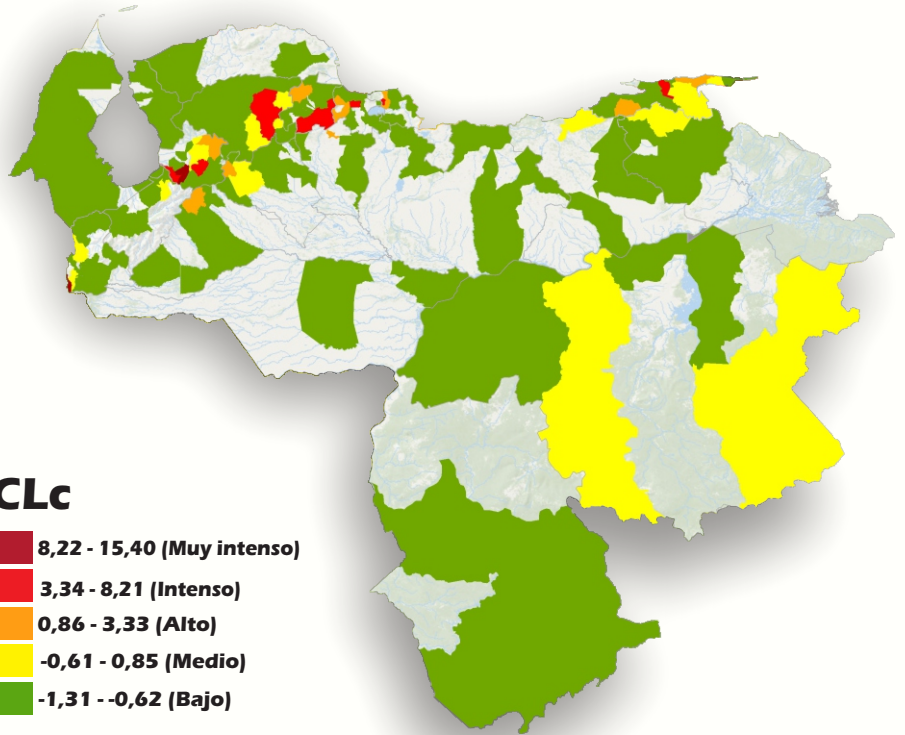 CLc
8,22 - 15,40 (Muy intenso)
3,34 - 8,21 (Intenso)
0,86 - 3,33 (Alto)
-0,61 - 0,85 (Medio)
-1,31 - -0,62 (Bajo)